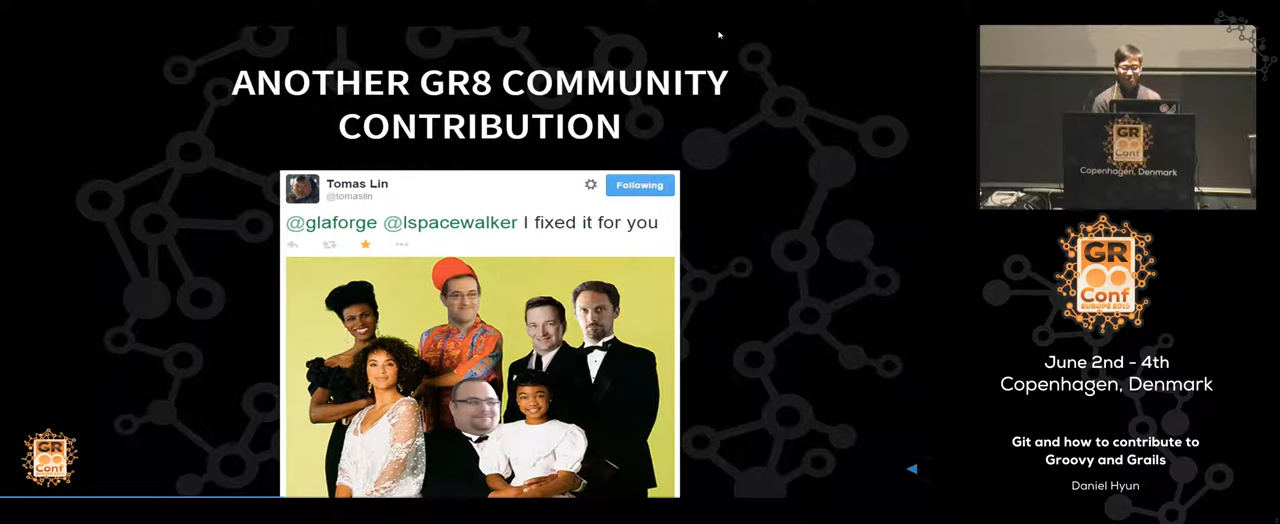 ANOTHER GR8 COMMUNITY
CONTRIBUTION
Tomas Lin
@tomaslin
Following
@glaforge @lspacewalker I fixed it for you
GR
Conf
GR
Conf
Copenhagen, Denmark
GR
Conf
EUROPE 2015
June 2nd - 4th
Copenhagen, Denmark
Git and how to contribute to
Groovy and Grails
Daniel Hyun